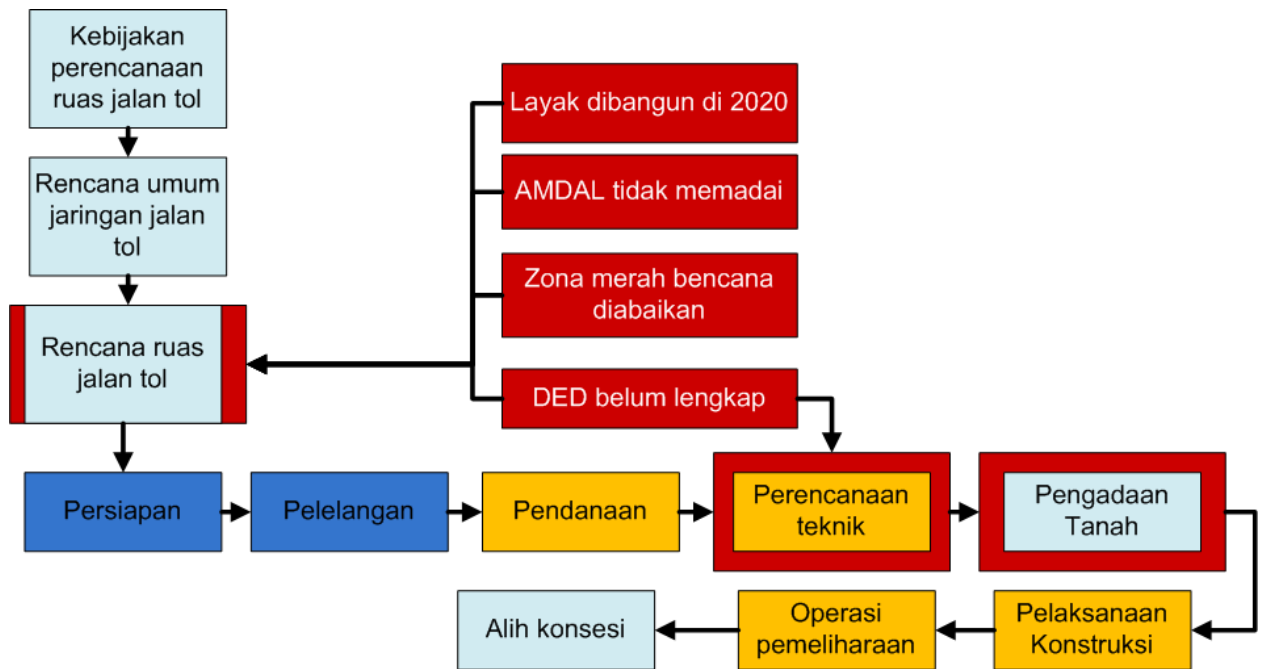 Kebijakan
perencanaan
ruas jalan tol
Rencana umum
jaringan jalan
tol
Rencana ruas
jalan tol
Layak dibangun di 2020
AMDAL tidak memadai
Zona merah bencana
diabaikan
DED belum lengkap
Persiapan
Pelelangan
Pendanaan
Perencanaan
teknik
Pengadaan
Tanah
Pelaksanaan
Konstruksi
Operasi
pemeliharaan
Alih konsesi